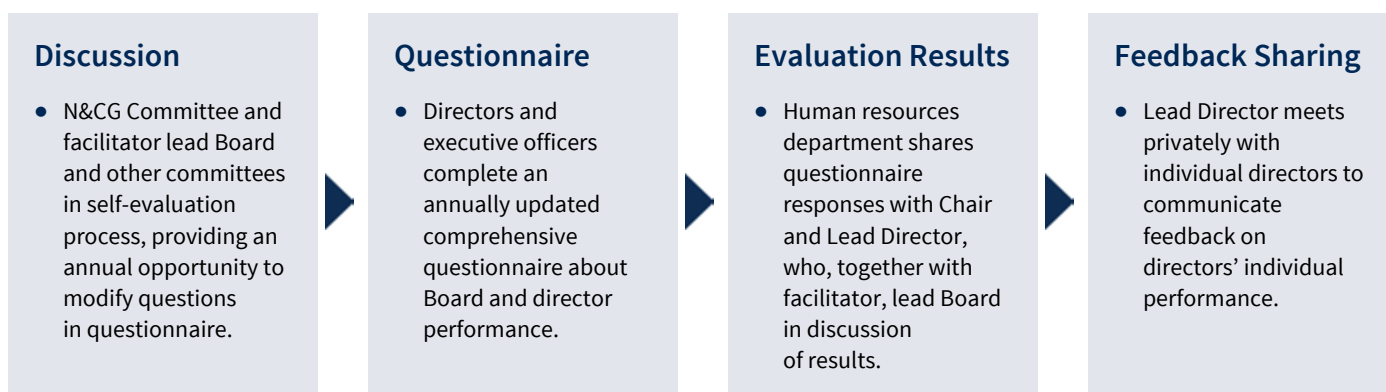 Discussion
• N&CG Committee and
facilitator lead Board
and other committees
in self-evaluation
process, providing an
annual opportunity to
modify questions
in questionnaire.
Questionnaire
• Directors and
executive officers
complete an
annually updated
comprehensive
questionnaire about
Board and director
performance.
Evaluation Results
• Human resources
department shares
questionnaire
responses with Chair
and Lead Director,
who, together with
facilitator, lead Board
in discussion
of results.
Feedback Sharing
• Lead Director meets
privately with
individual directors to
communicate
feedback on
directors’ individual
performance.